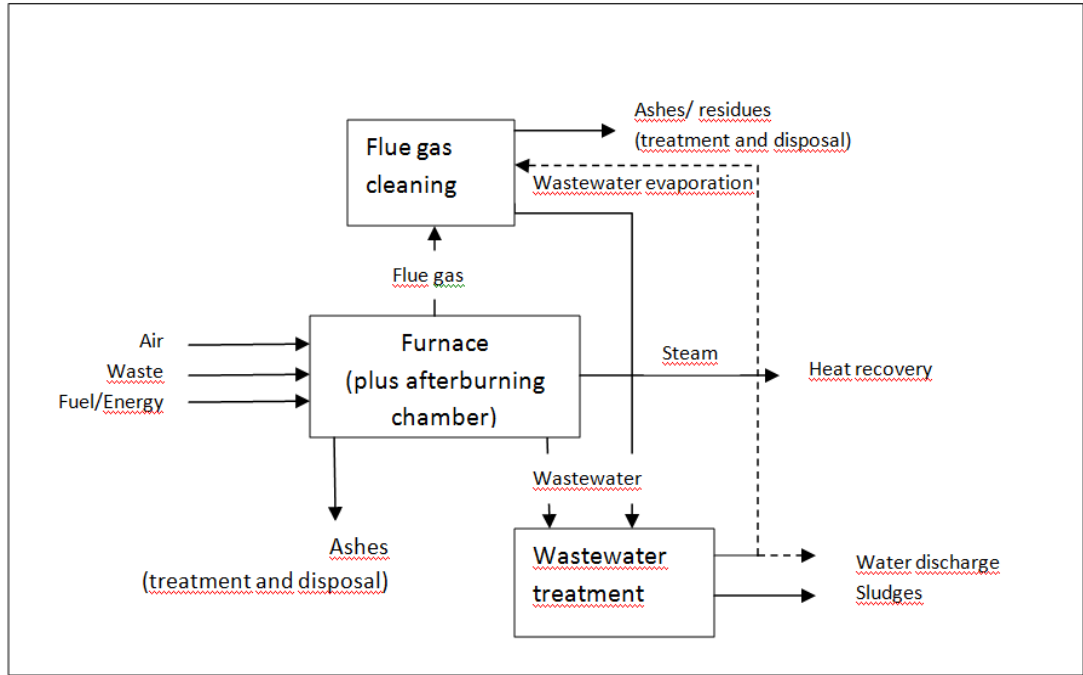 Ashes/ residues
(treatment and disposal)
Flue gas
cleaning
Wastewater evaporation
Flue gas
Air
Waste
Fuel/Energy
Furnace
(plus afterburning
chamber)
Steam
Heat recovery
Wastewater
Ashes
(treatment and disposal)
Wastewater
treatment
Water discharge
Sludges